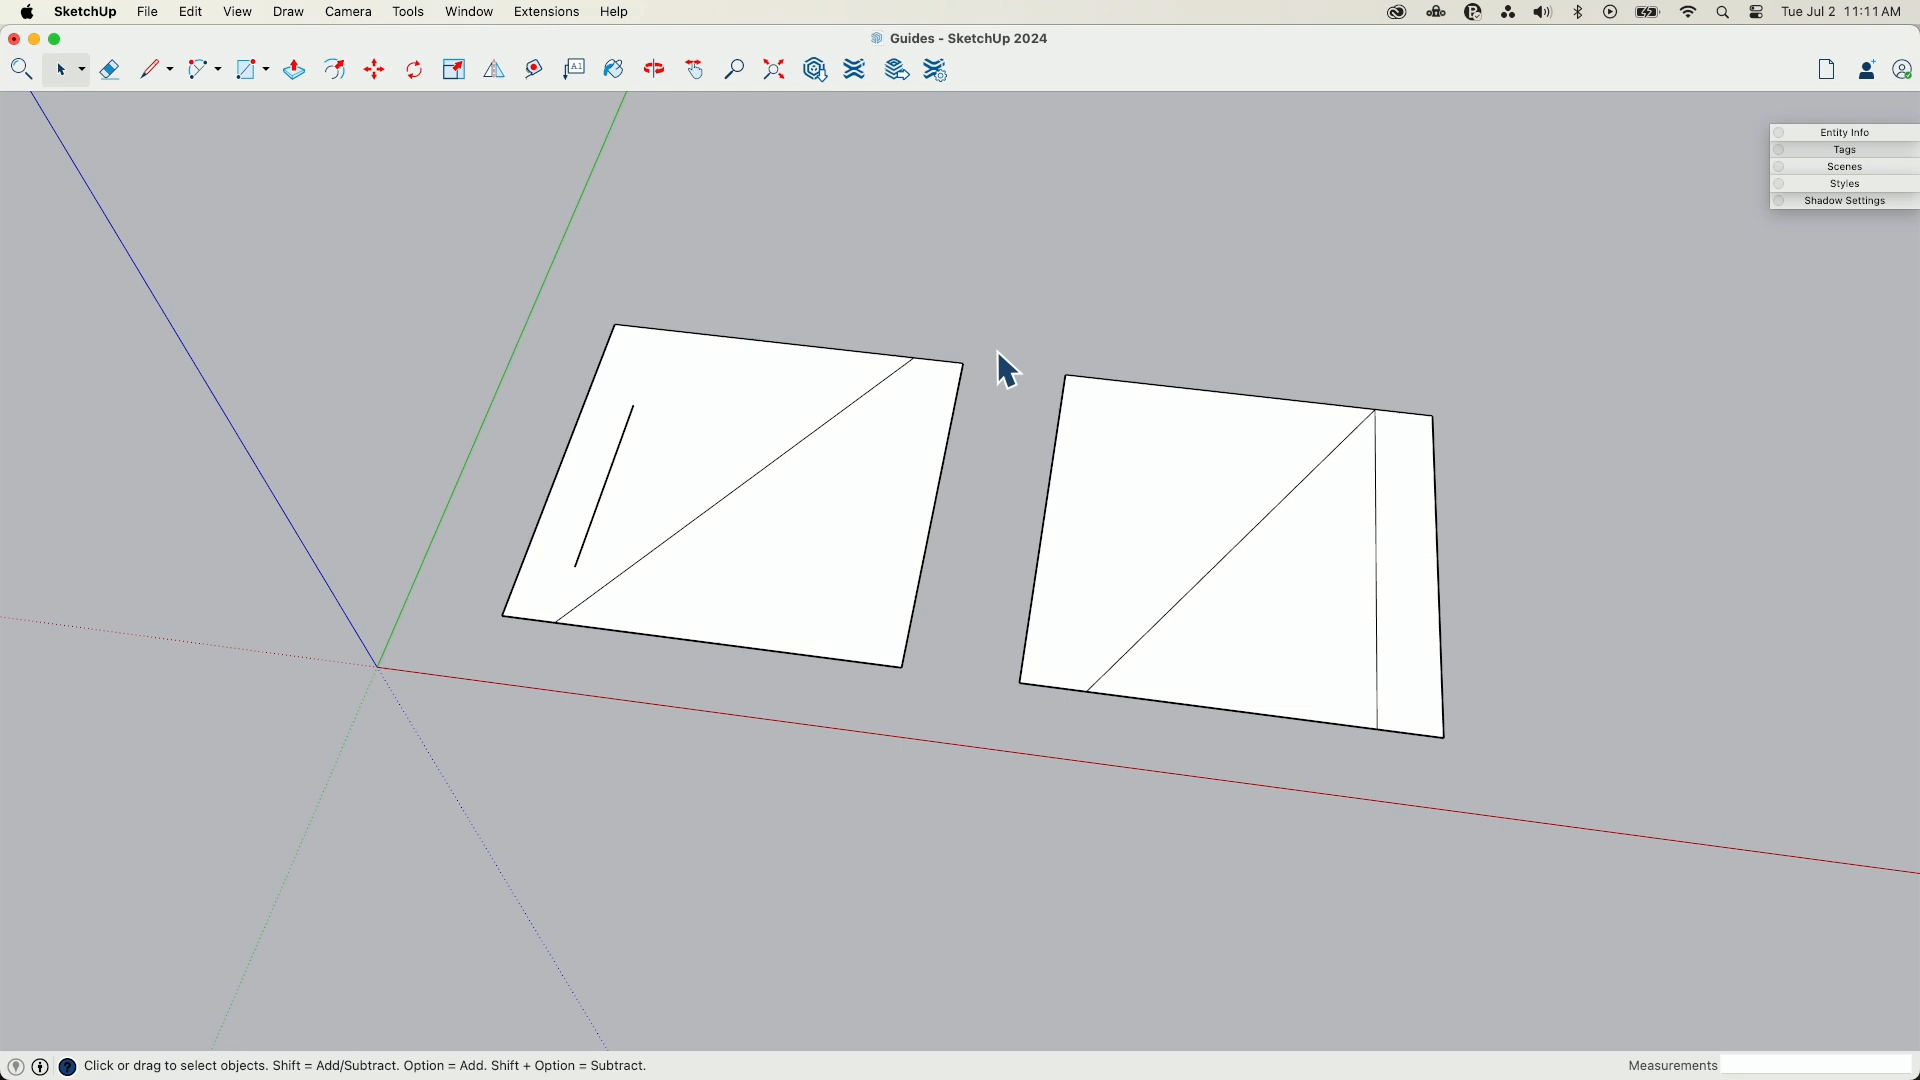 SketchUp File Edit View Draw Camera Tools Window Extensions Help Tue Jul 2 11:11 AM
Guides - SketchUp 2024
A1
Entity Info
Tags
Scenes
Styles
Shadow Settings
? Click or drag to select objects. Shift = Add/Subtract. Option = Add. Shift + Option = Subtract. Measurements